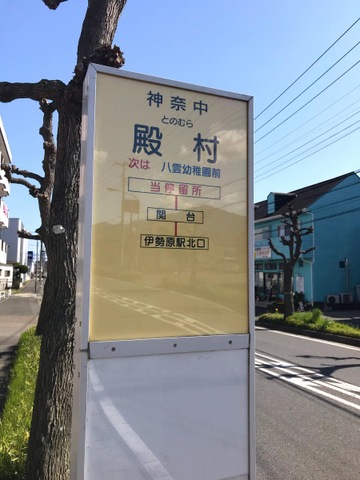 神奈中
とのむら
殿村
次は 八雲幼稚園前
当停留所
関台
伊勢原駅北口